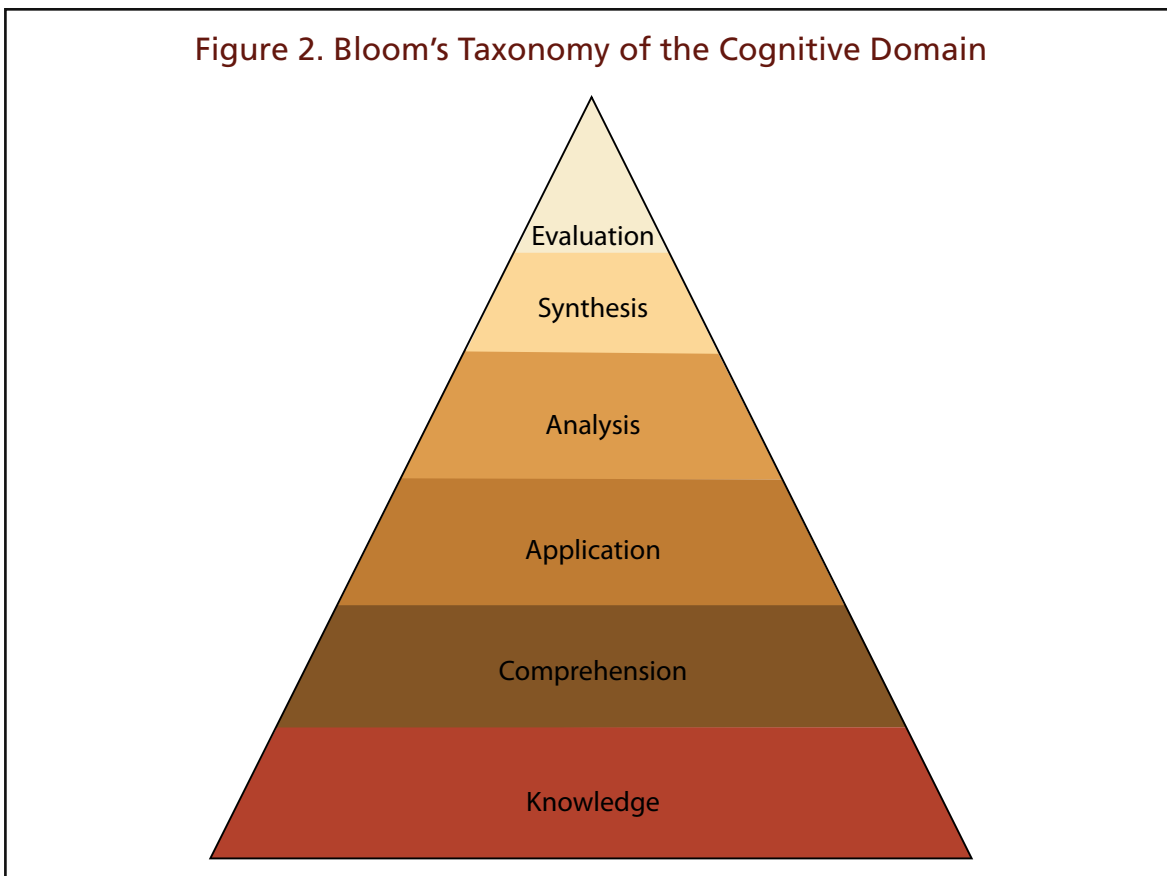 Figure 2. Bloom’s Taxonomy of the Cognitive Domain
Evaluation
Synthesis
Analysis
Application
Comprehension
Knowledge